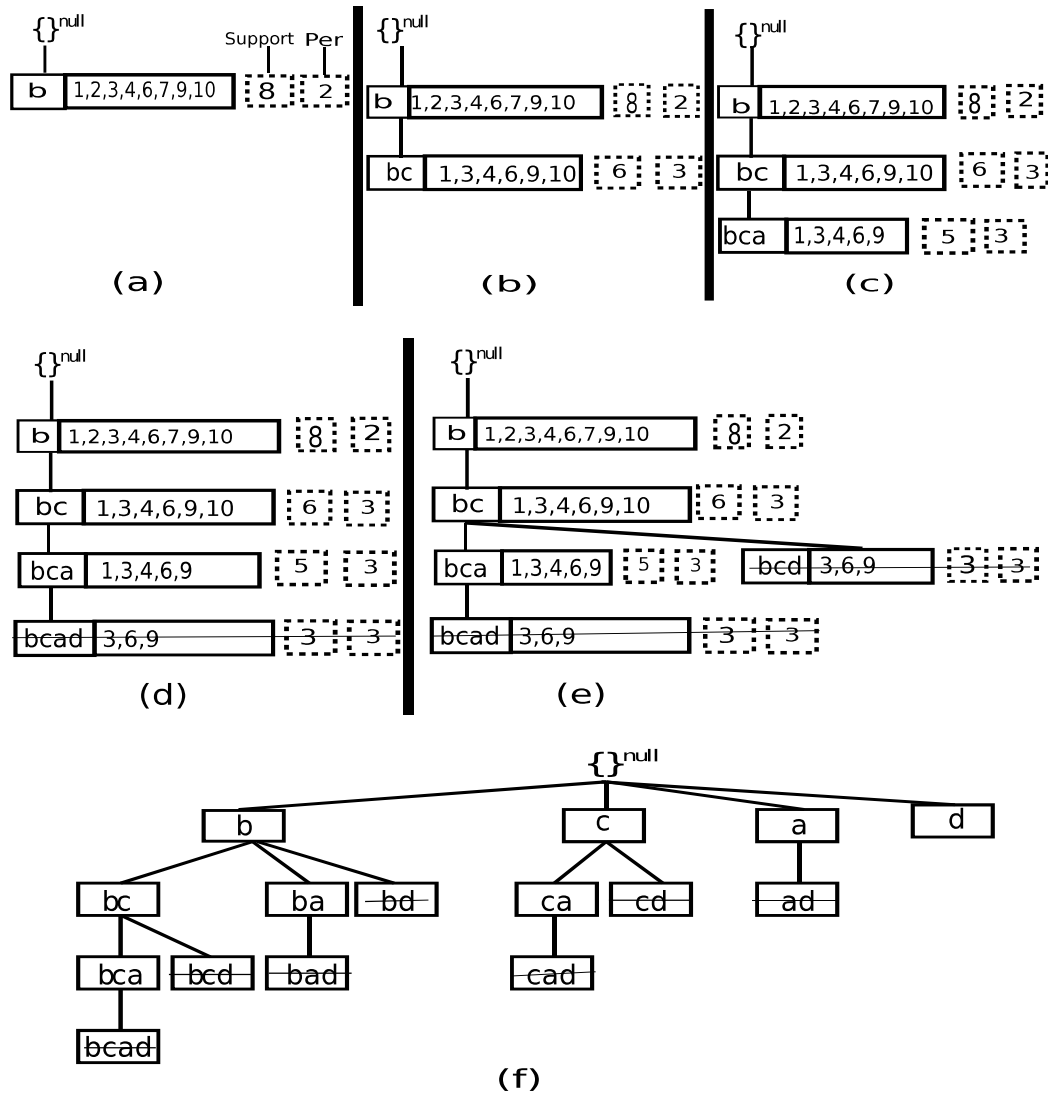 {}null
Support Per
b 1,2,3,4,6,7,9,10 8 2
(a)
{}null
b 1,2,3,4,6,7,9,10 8 2
bc 1,3,4,6,9,10 6 3
(b)
{}null
b 1,2,3,4,6,7,9,10 8 2
bc 1,3,4,6,9,10 6 3
bca 1,3,4,6,9 5 3
(c)
{}null
b 1,2,3,4,6,7,9,10 8 2
bc 1,3,4,6,9,10 6 3
bca 1,3,4,6,9 5 3
bcad 3,6,9 3 3
(d)
{}null
b 1,2,3,4,6,7,9,10 8 2
bc 1,3,4,6,9,10 6 3
bca 1,3,4,6,9 5 3 bcd 3,6,9 3 3
bcad 3,6,9 3 3
(e)
{}null
b c a d
bc ba bd ca cd ad
bca bcd bad cad
bcad
(f)